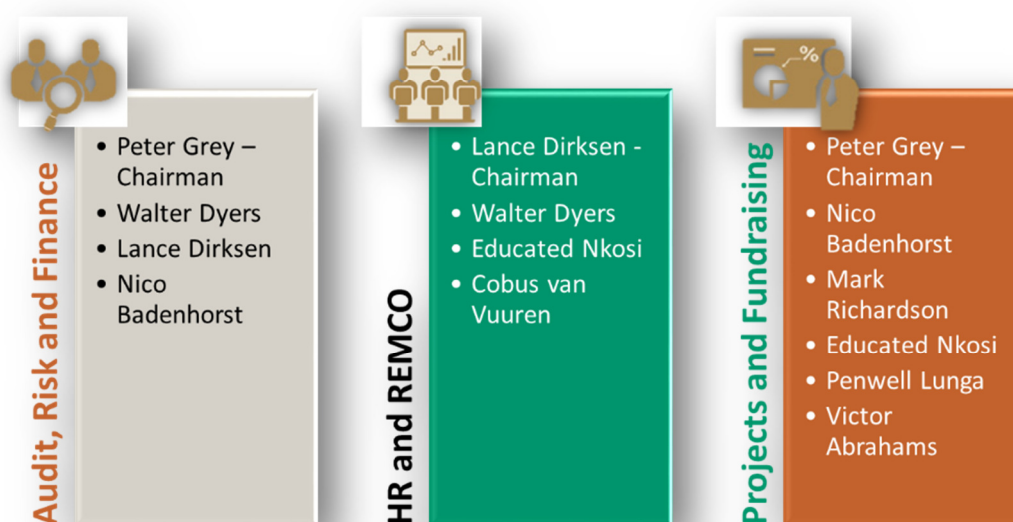 Audit, Risk and Finance
• Peter Grey –
Chairman
• Walter Dyers
• Lance Dirksen
• Nico
Badenhorst
HR and REMCO
• Lance Dirksen -
Chairman
• Walter Dyers
• Educated Nkosi
• Cobus van
Vuuren
%
Projects and Fundraising
• Peter Grey –
Chairman
• Nico
Badenhorst
• Mark
Richardson
• Educated Nkosi
• Penwell Lunga
• Victor
Abrahams